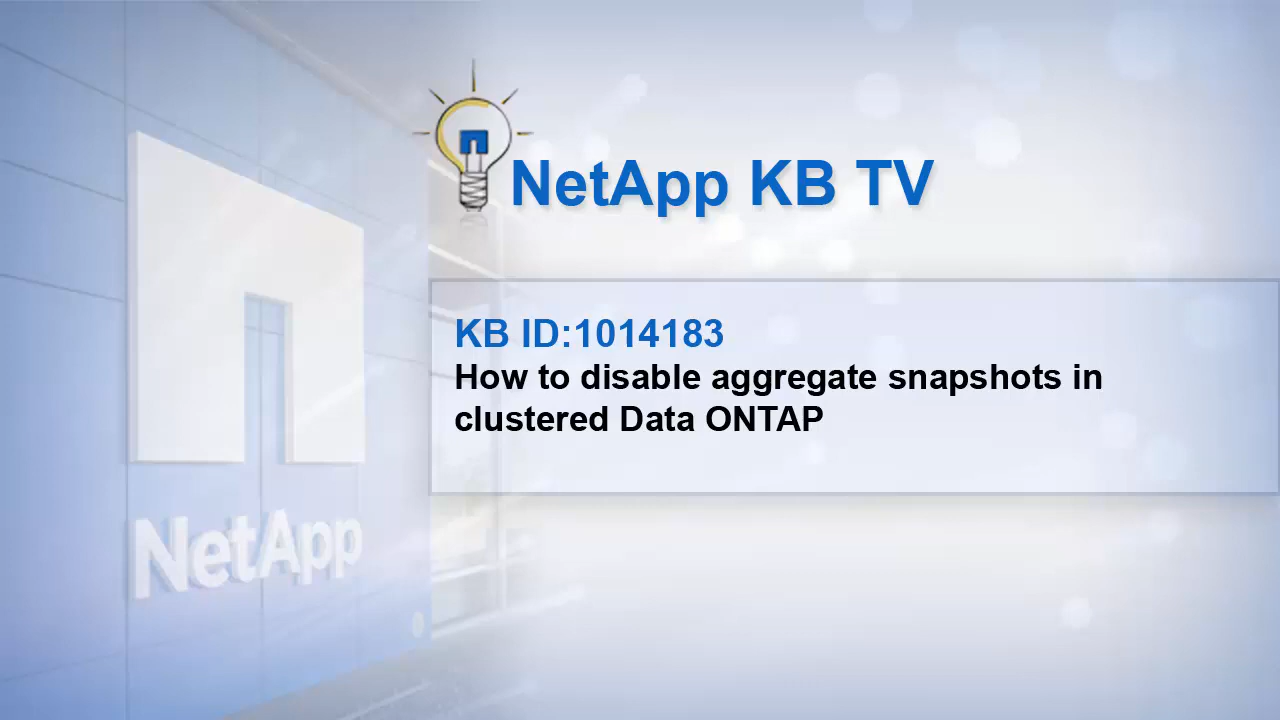 NetApp KB TV
KB ID:1014183
How to disable aggregate snapshots in
clustered Data ONTAP
NetApp